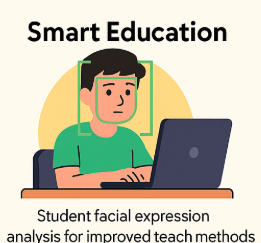 Smart Education
Student facial expression
analysis for improved teach methods